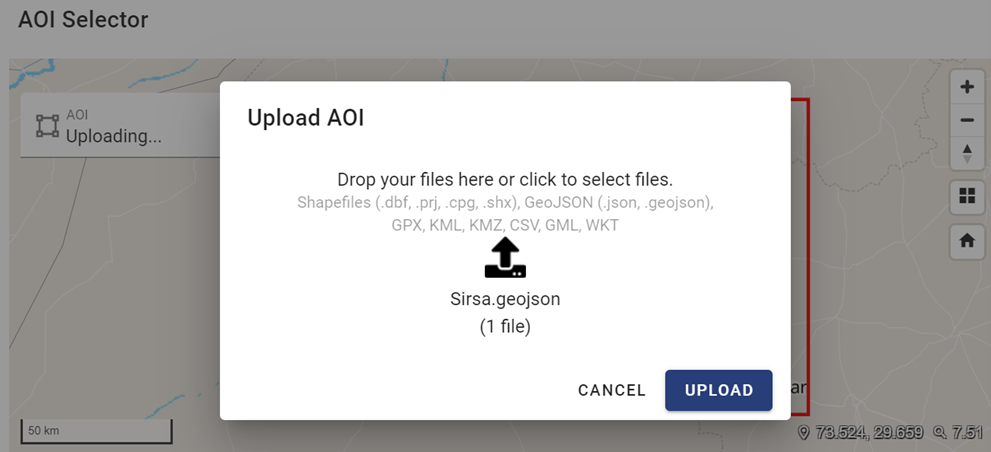 AOI Selector
AOI
Uploading...
Upload AOI
Drop your files here or click to select files.
Shapefiles (.dbf, .prj, .cpg, .shx), GeoJSON (.json, .geojson),
GPX, KML, KMZ, CSV, GML, WKT
Sirsa.geojson
(1 file)
CANCEL
UPLOAD
ar
50 km
73.524, 29.659
7.51